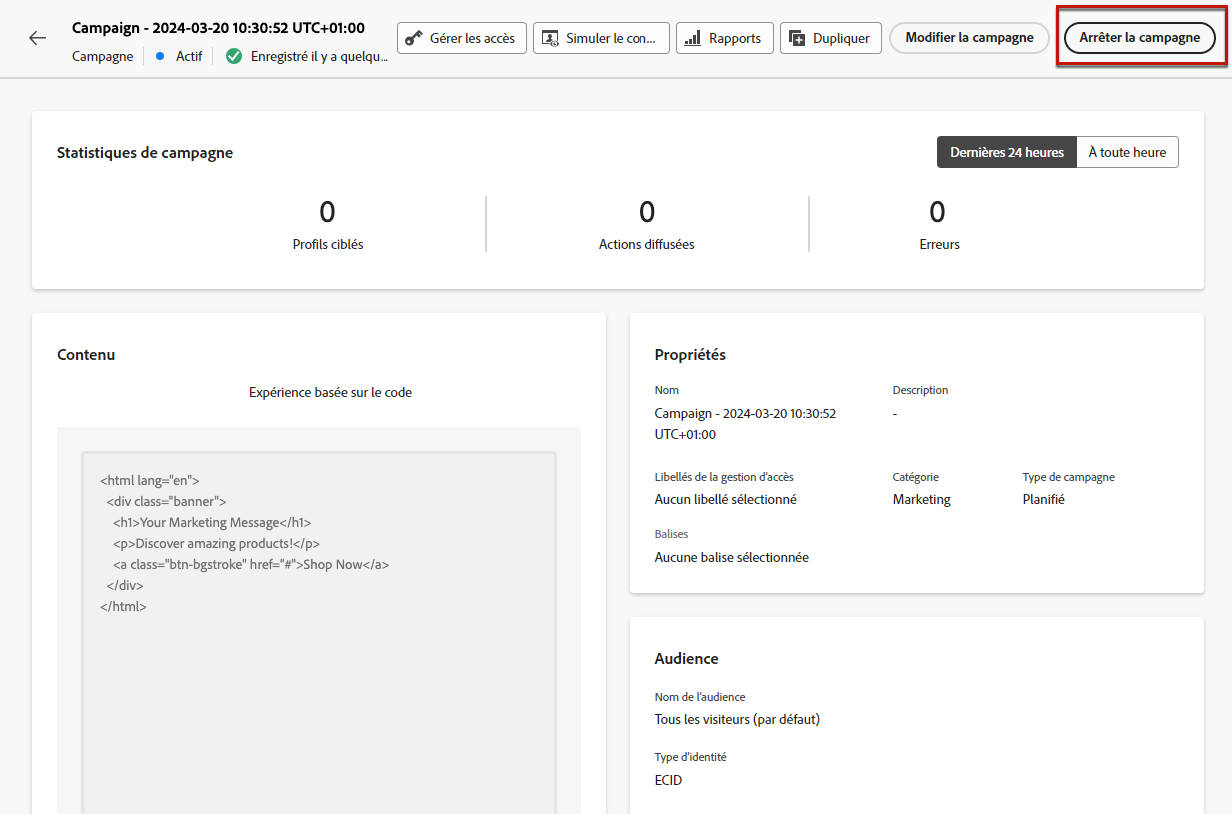 Campaign - 2024-03-20 10:30:52 UTC+01:00
Campagne
Actif
Enregistré il y a quelqu...
Gérer les accès
Simuler le con...
Rapports
Dupliquer
Modifier la campagne
Arrêter la campagne
Statistiques de campagne
Dernières 24 heures
À toute heure
0
Profils ciblés
0
Actions diffusées
0
Erreurs
Contenu
Expérience basée sur le code
<html lang="en">
<div class="banner">
<h1>Your Marketing Message</h1>
<p>Discover amazing products!</p>
<a class="btn-bgstroke" href="#">Shop Now</a>
</div>
</html>
Propriétés
Nom
Campaign - 2024-03-20 10:30:52
UTC+01:00
Description
-
Libellés de la gestion d'accès
Aucun libellé sélectionné
Catégorie
Marketing
Type de campagne
Planifié
Balises
Aucune balise sélectionnée
Audience
Nom de l'audience
Tous les visiteurs (par défaut)
Type d'identité
ECID